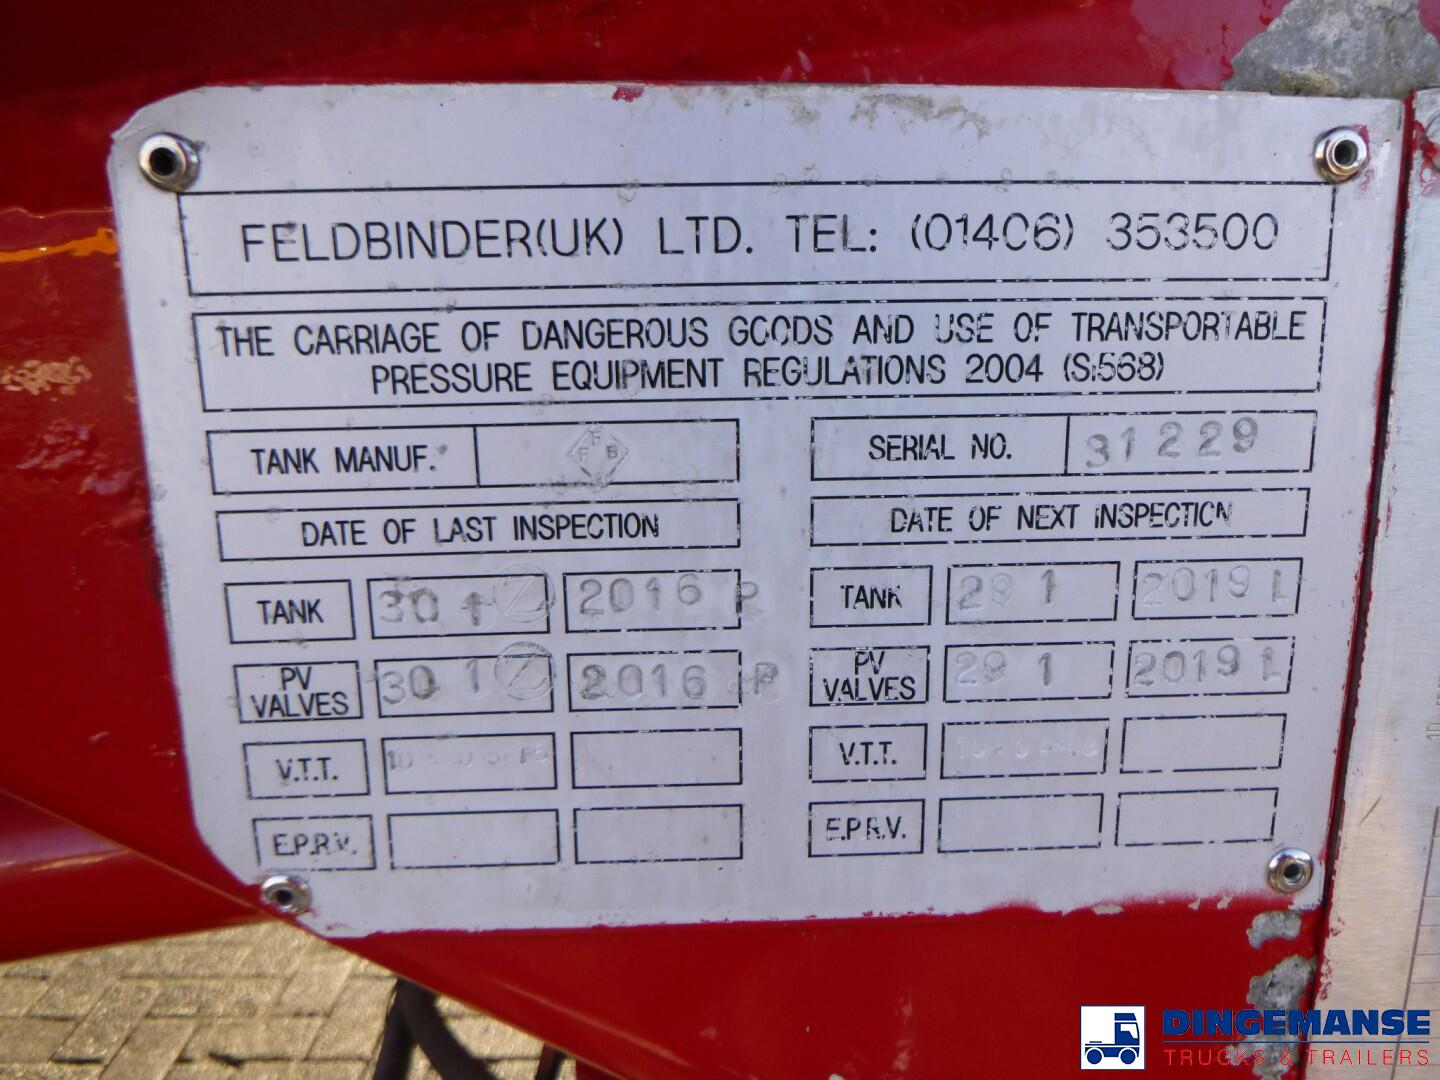 FELDBINDER(UK) LTD. TEL: (01406) 353500
THE CARRIAGE OF DANGEROUS GOODS AND USE OF TRANSPORTABLE
PRESSURE EQUIPMENT REGULATIONS 2004 (Si568)
TANK MANUF. F F B
SERIAL NO. 31229
DATE OF LAST INSPECTION
DATE OF NEXT INSPECTION
TANK 30 1 Z 2016 P
TANK 29 1 2019 L
PV VALVES 30 1 Z 2016 P
PV VALVES 29 1 2019 L
V.T.T.
V.T.T.
E.P.R.V.
E.P.R.V.
DINGEMANSE
TRUCKS & TRAILERS